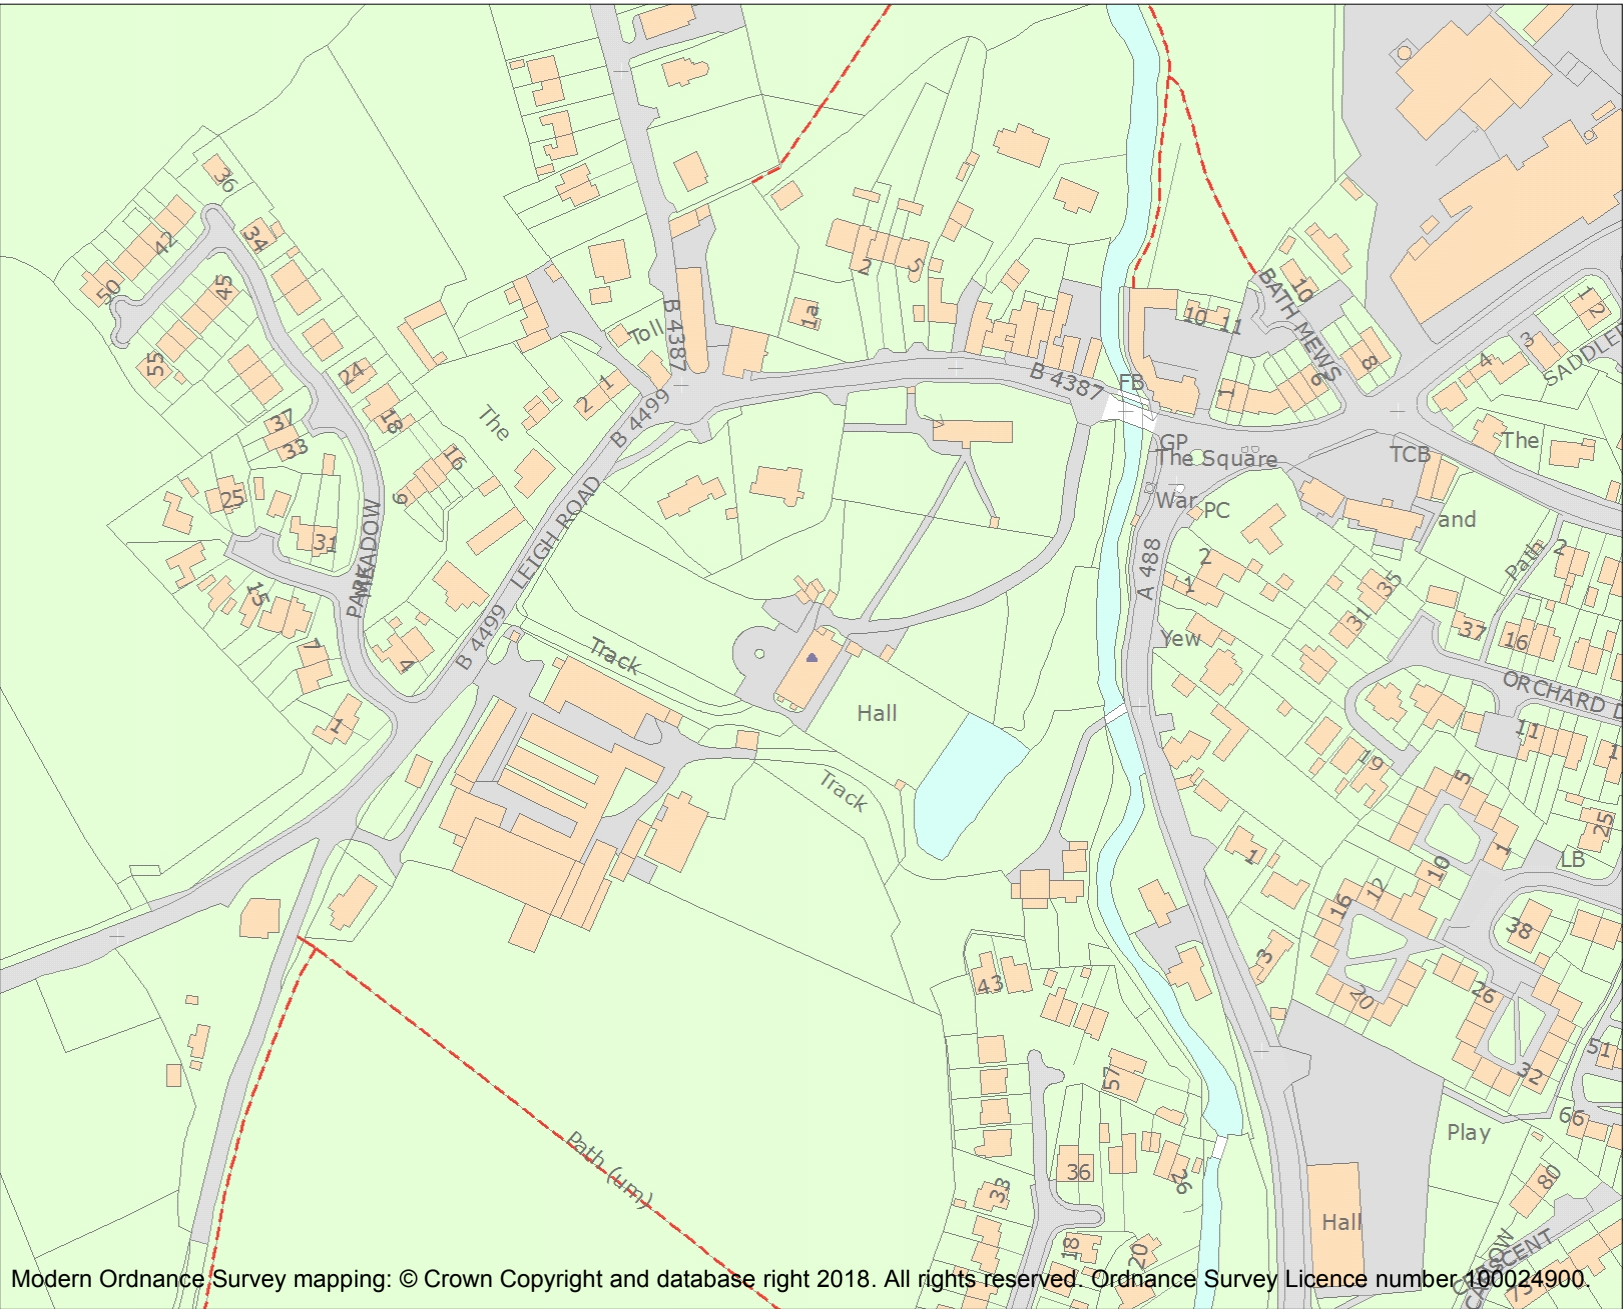 36
34
42
45
50
55
24
18
37
33
16
6
25
31
15
PARK
MEADOW
7
4
1
B 4387
Toll
1
2
The
B 4499
LEIGH ROAD
B 4499
2
5
1a
B 4387
FB
10
11
BATH MEWS
10
8
6
1
12
3
4
GP
The Square
TCB
The
War
PC
and
A 488
2
1
Yew
35
31
Path
2
37
16
ORCHARD D
11
1
19
5
1
10
25
LB
12
16
38
1
3
20
26
32
51
66
Track
Hall
Track
43
57
36
26
33
18
20
Play
80
Hall
CRESCENT
73
Path (um)
Modern Ordnance Survey mapping: © Crown Copyright and database right 2018. All rights reserved. Ordnance Survey Licence number 100024900.